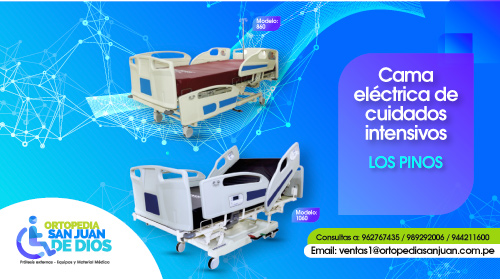 Modelo:
860
Cama
eléctrica de
cuidados
intensivos
LOS PINOS
Modelo:
1060
ORTOPEDIA
SAN JUAN
DE DIOS
Prótesis externas - Equipos y Material Médico
Consultas a: 962767435 / 989292006 / 944211600
Email: ventas1@ortopediasanjuan.com.pe